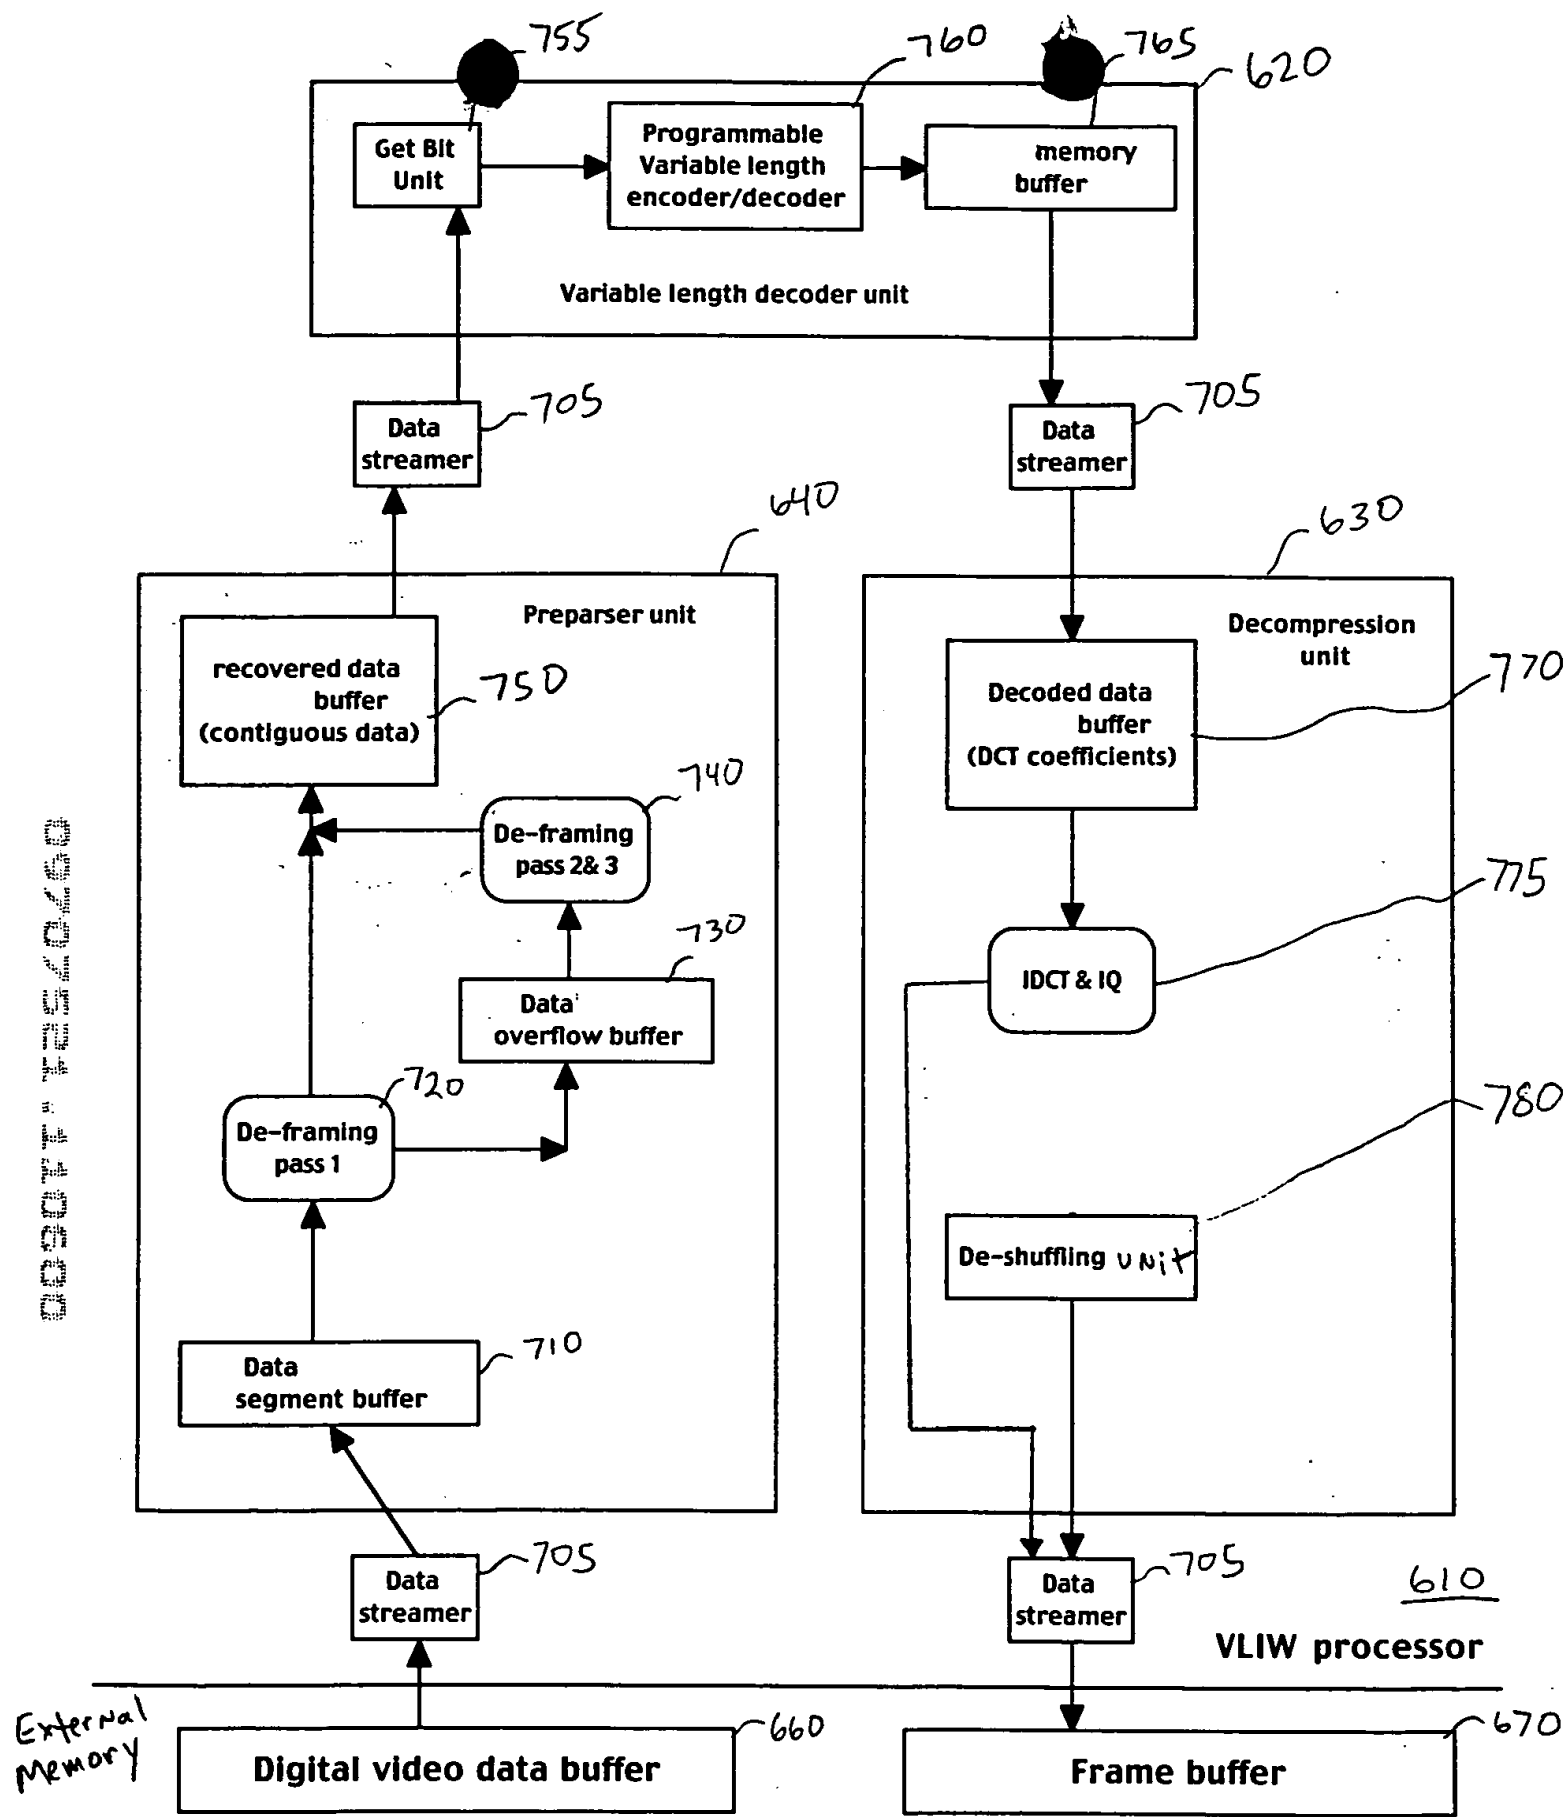 755
760
765
620
Get Bit
Unit
Programmable
Variable length
encoder/decoder
memory
buffer
Variable length decoder unit
705
Data
streamer
705
Data
streamer
640
630
Preparser unit
recovered data
buffer
(contiguous data)
750
Decompression
unit
Decoded data
buffer
(DCT coefficients)
770
740
De-framing
pass 2& 3
775
IDCT & IQ
730
Data
overflow buffer
720
De-framing
pass 1
780
De-shuffling unit
710
Data
segment buffer
705
Data
streamer
705
Data
streamer
610
VLIW processor
External
Memory
660
Digital video data buffer
670
Frame buffer